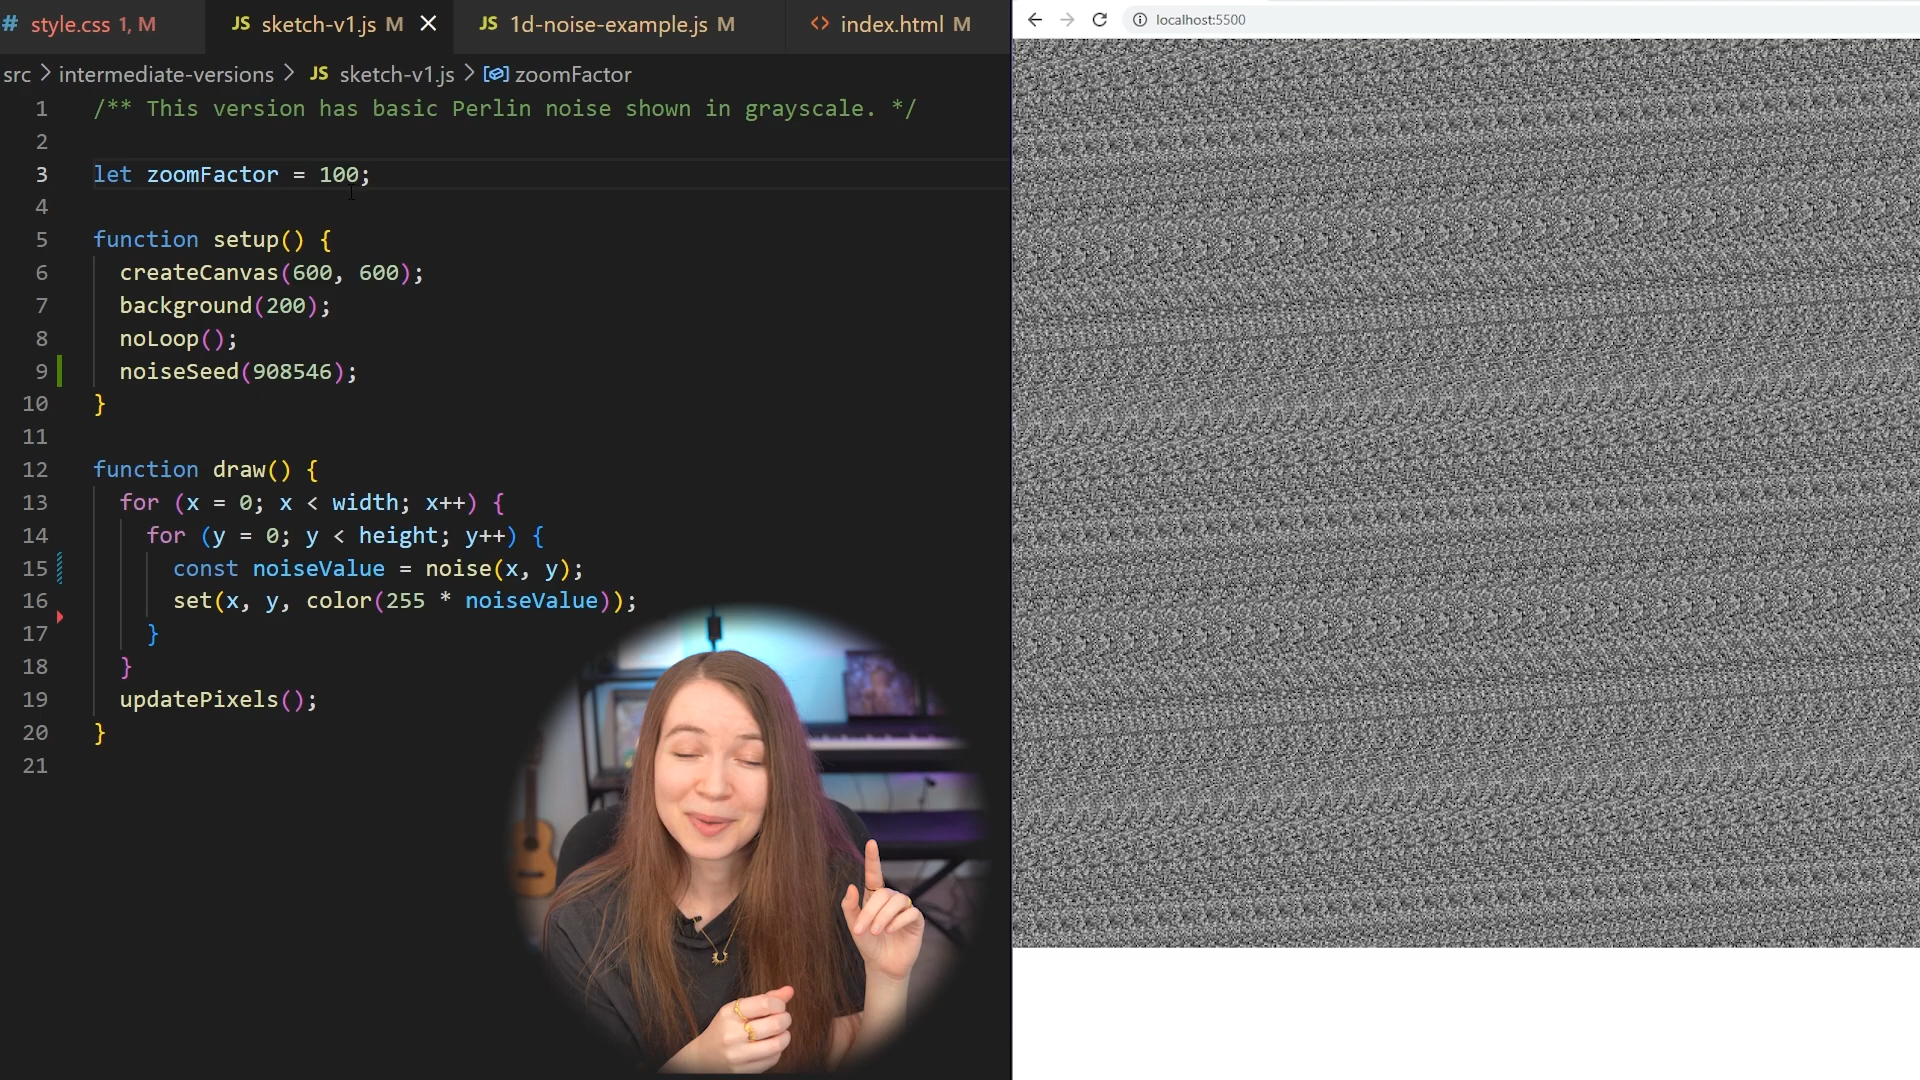 # style.css 1, M
JS sketch-v1.js M
JS 1d-noise-example.js M
<> index.html M
localhost:5500
src > intermediate-versions > JS sketch-v1.js > zoomFactor
1 /** This version has basic Perlin noise shown in grayscale. */
2
3 let zoomFactor = 100;
4
5 function setup() {
6 createCanvas(600, 600);
7 background(200);
8 noLoop();
9 noiseSeed(908546);
10 }
11
12 function draw() {
13 for (x = 0; x < width; x++) {
14 for (y = 0; y < height; y++) {
15 const noiseValue = noise(x, y);
16 set(x, y, color(255 * noiseValue));
17 }
18 }
19 updatePixels();
20 }
21